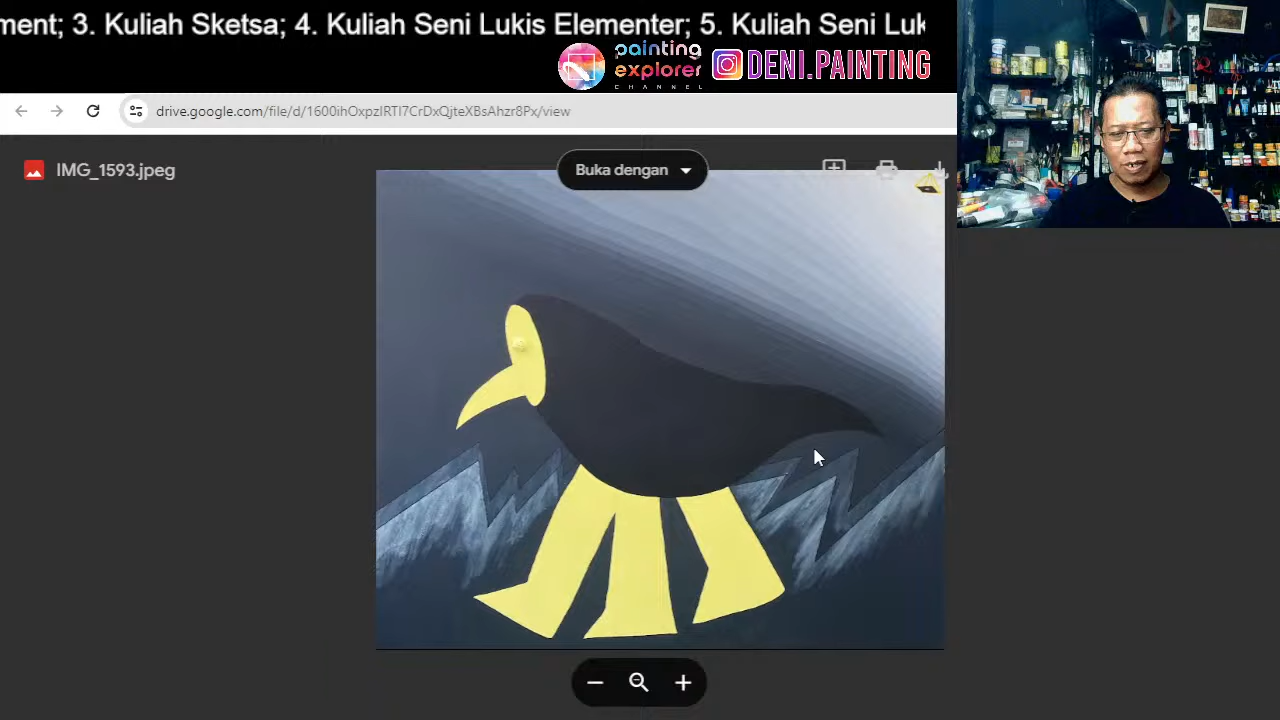 ment; 3. Kuliah Sketsa; 4. Kuliah Seni Lukis Elementer; 5. Kuliah Seni Luk
painting
explorer
CHANNEL
DENI.PAINTING
drive.google.com/file/d/1600ihOxpzIRTI7CrDxQjteXBsAhzr8Px/view
IMG_1593.jpeg
Buka dengan